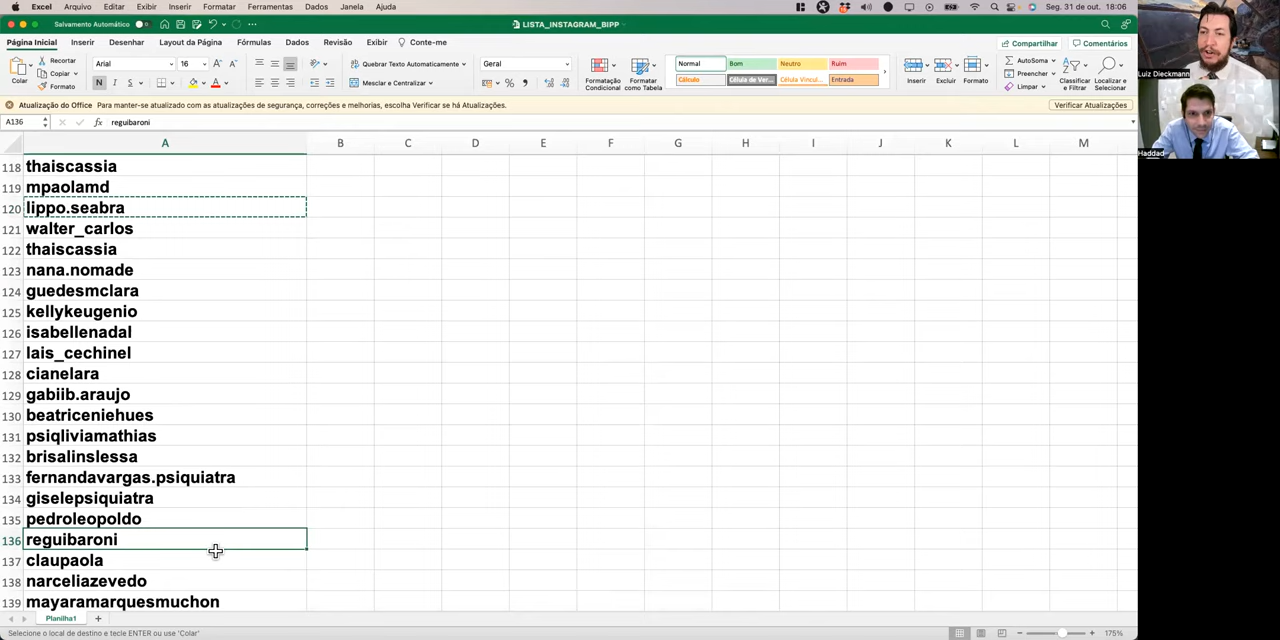 Excel Arquivo Editar Exibir Inserir Formatar Ferramentas Dados Janela Ajuda Seg. 31 de out. 18:06
Salvamento Automático LISTA_INSTAGRAM_BIPP
Página Inicial Inserir Desenhar Layout da Página Fórmulas Dados Revisão Exibir Conte-me Compartilhar Comentários
Colar Recortar Copiar Formato
Arial 16 N I S
Quebrar Texto Automaticamente
Mesclar e Centralizar
Geral
Formatação Condicional Formatar como Tabela
Normal Bom Neutro Ruim
Cálculo Célula de Ver... Célula Vincul... Entrada
Inserir Excluir Formato
AutoSoma Preencher Limpar
Classificar e Filtrar Localizar e Selecionar
Luiz Dieckmann
Haddad
Atualização do Office Para manter-se atualizado com as atualizações de segurança, correções e melhorias, escolha Verificar se há Atualizações. Verificar Atualizações
A136 fx reguibaroni
A B C D E F G H I J K L M
118 thaiscassia
119 mpaolamd
120 lippo.seabra
121 walter_carlos
122 thaiscassia
123 nana.nomade
124 guedesmclara
125 kellykeugenio
126 isabellenadal
127 lais_cechinel
128 cianelara
129 gabiib.araujo
130 beatriceniehues
131 psiqliviamathias
132 brisalinslessa
133 fernandavargas.psiquiatra
134 giselepsiquiatra
135 pedroleopoldo
136 reguibaroni
137 claupaola
138 narceliazevedo
139 mayaramarquesmuchon
Planilha1
Selecione o local de destino e tecle ENTER ou use 'Colar' 175%